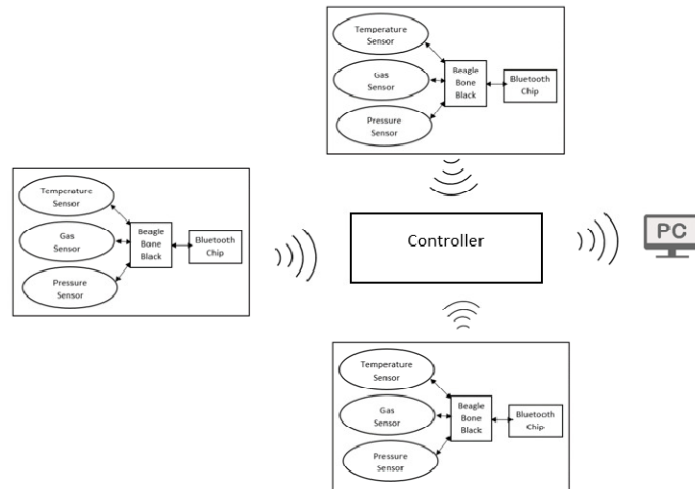 Temperature
Sensor
Gas
Sensor
Pressure
Sensor
Beagle
Bone
Black
Bluetooth
Chip
Temperature
Sensor
Gas
Sensor
Pressure
Sensor
Beagle
Bone
Black
Bluetooth
Chip
Controller
PC
Temperature
Sensor
Gas
Sensor
Pressure
Sensor
Beagle
Bone
Black
Bluetooth
Chip